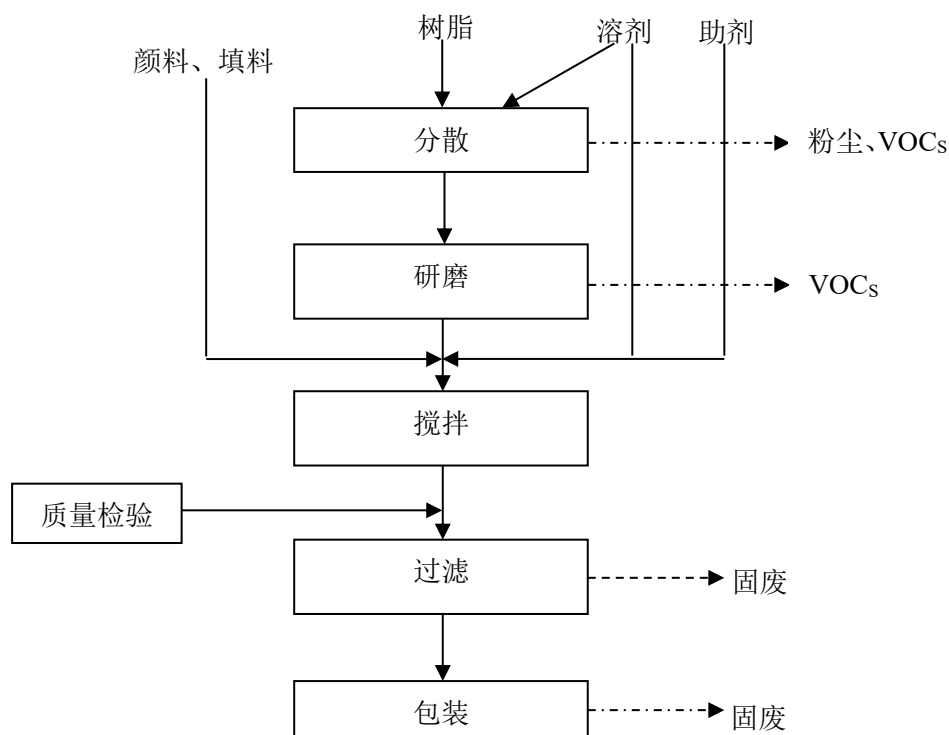 树脂
溶剂
助剂
颜料、填料
分散
粉尘、VOCs
研磨
VOCs
搅拌
质量检验
过滤
固废
包装
固废